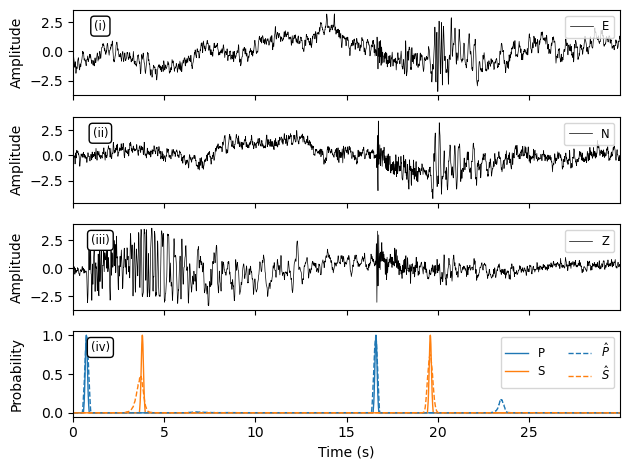 Amplitude
2.5
0.0
−2.5
(i)
E
Amplitude
2.5
0.0
−2.5
(ii)
N
Amplitude
2.5
0.0
−2.5
(iii)
Z
Probability
1.0
0.5
0.0
(iv)
P
S
P̂
Ŝ
0 5 10 15 20 25
Time (s)